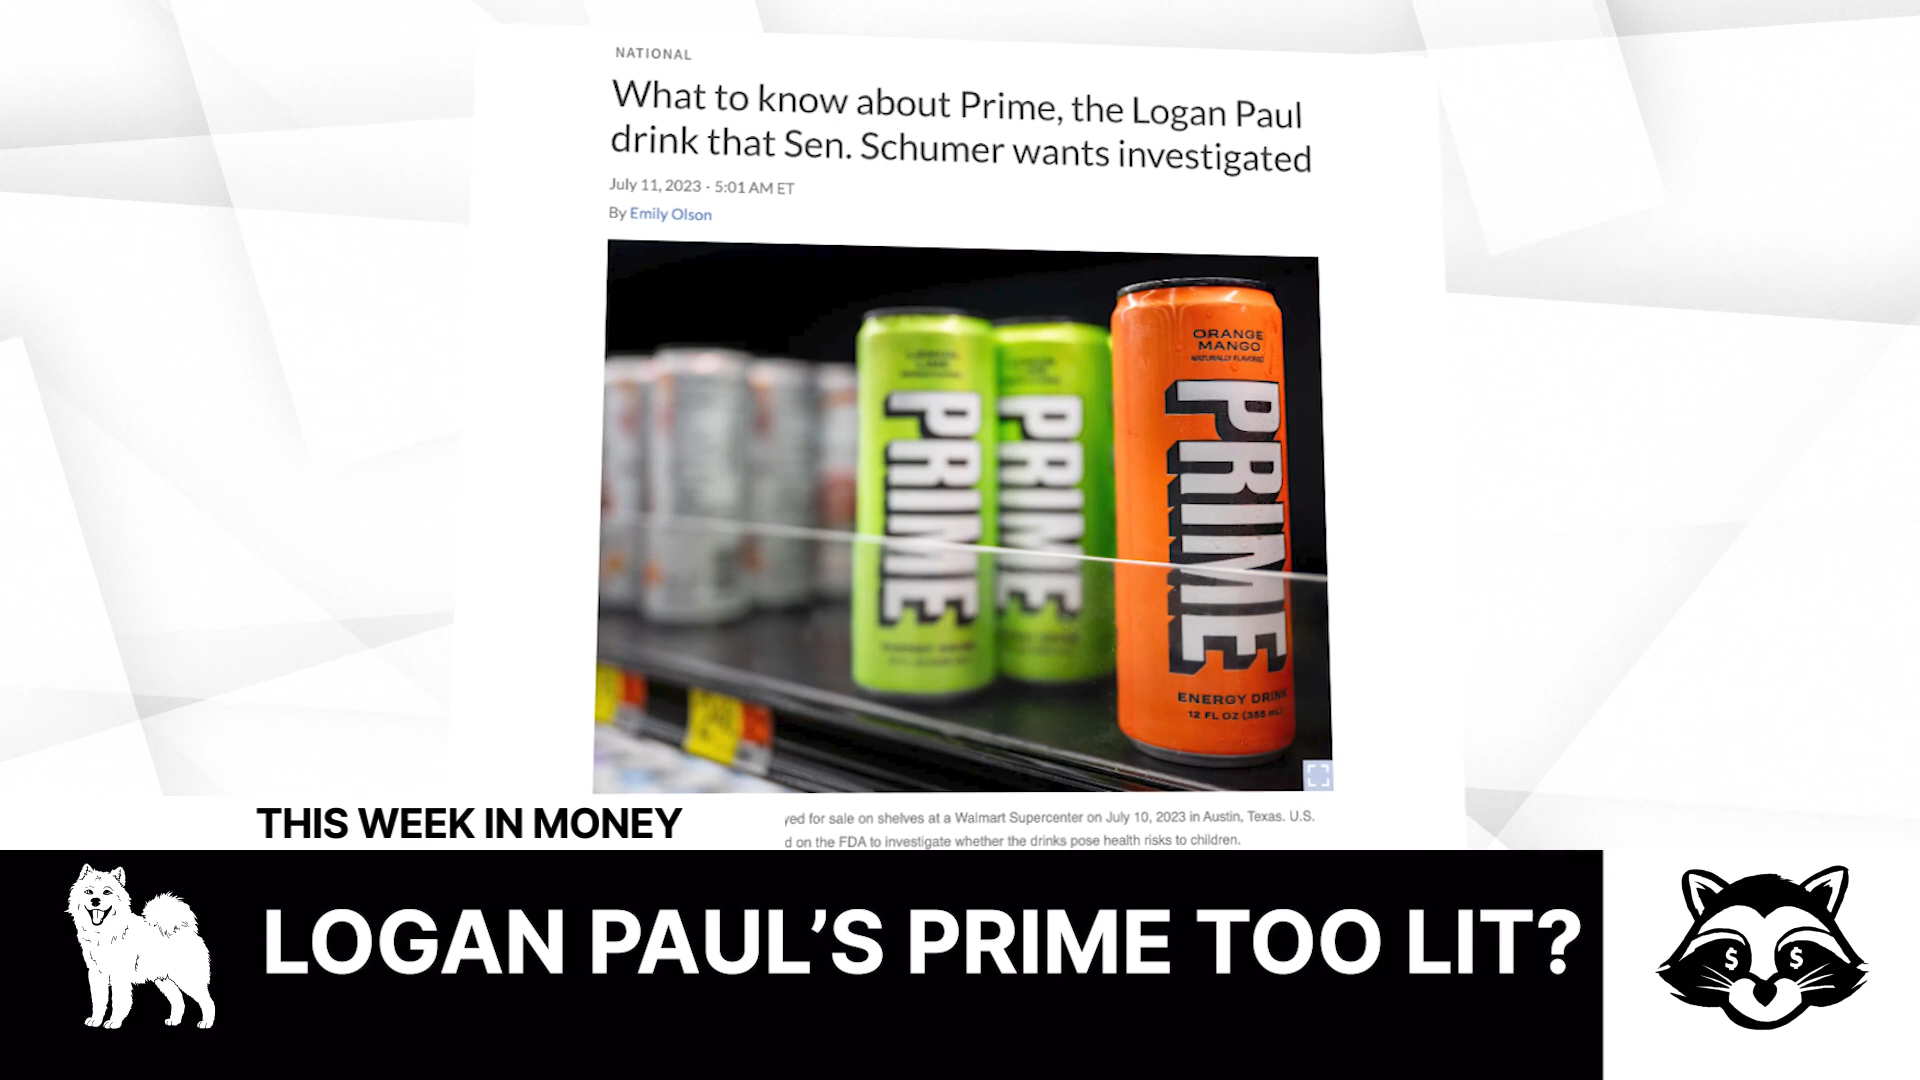 NATIONAL
What to know about Prime, the Logan Paul
drink that Sen. Schumer wants investigated
July 11, 2023 · 5:01 AM ET
By Emily Olson
ORANGE
MANGO
NATURALLY FLAVORED
PRIME
PRIME
PRIME
ENERGY DRINK
12 FL OZ (355 mL)
for sale on shelves at a Walmart Supercenter on July 10, 2023 in Austin, Texas. U.S.
on the FDA to investigate whether the drinks pose health risks to children.
THIS WEEK IN MONEY
LOGAN PAUL’S PRIME TOO LIT?
$ $